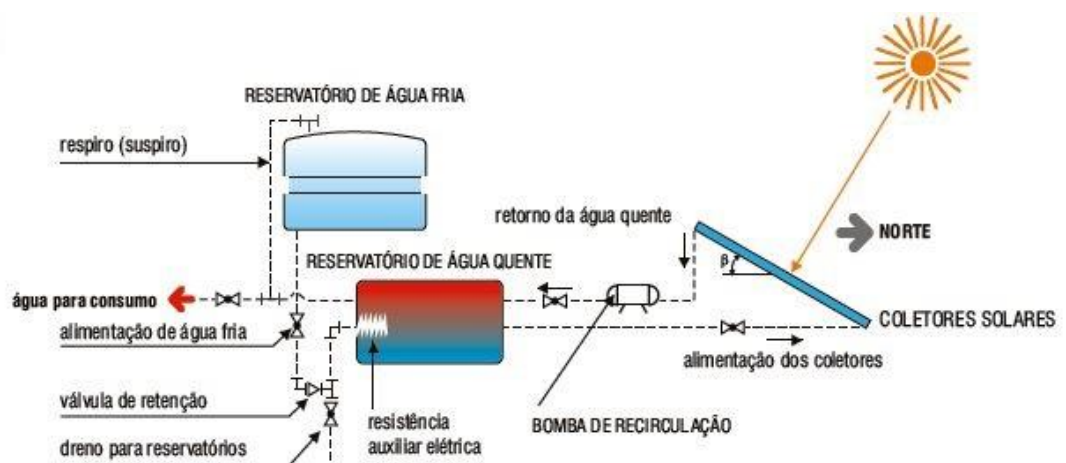 RESERVATÓRIO DE ÁGUA FRIA
respiro (suspiro)
retorno da água quente
NORTE
β
RESERVATÓRIO DE ÁGUA QUENTE
água para consumo
alimentação de água fria
COLETORES SOLARES
alimentação dos coletores
válvula de retenção
resistência
auxiliar elétrica
BOMBA DE RECIRCULAÇÃO
dreno para reservatórios